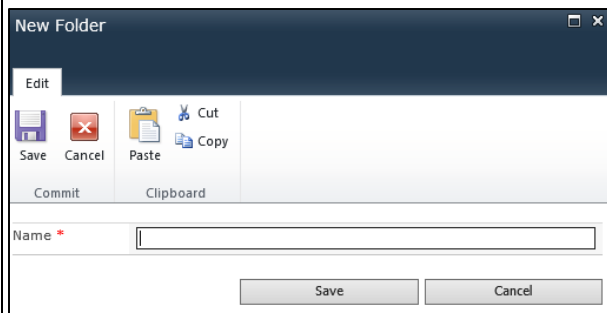 New Folder
Edit
Cut
Copy
Save Cancel Paste
Commit Clipboard
Name *
Save Cancel